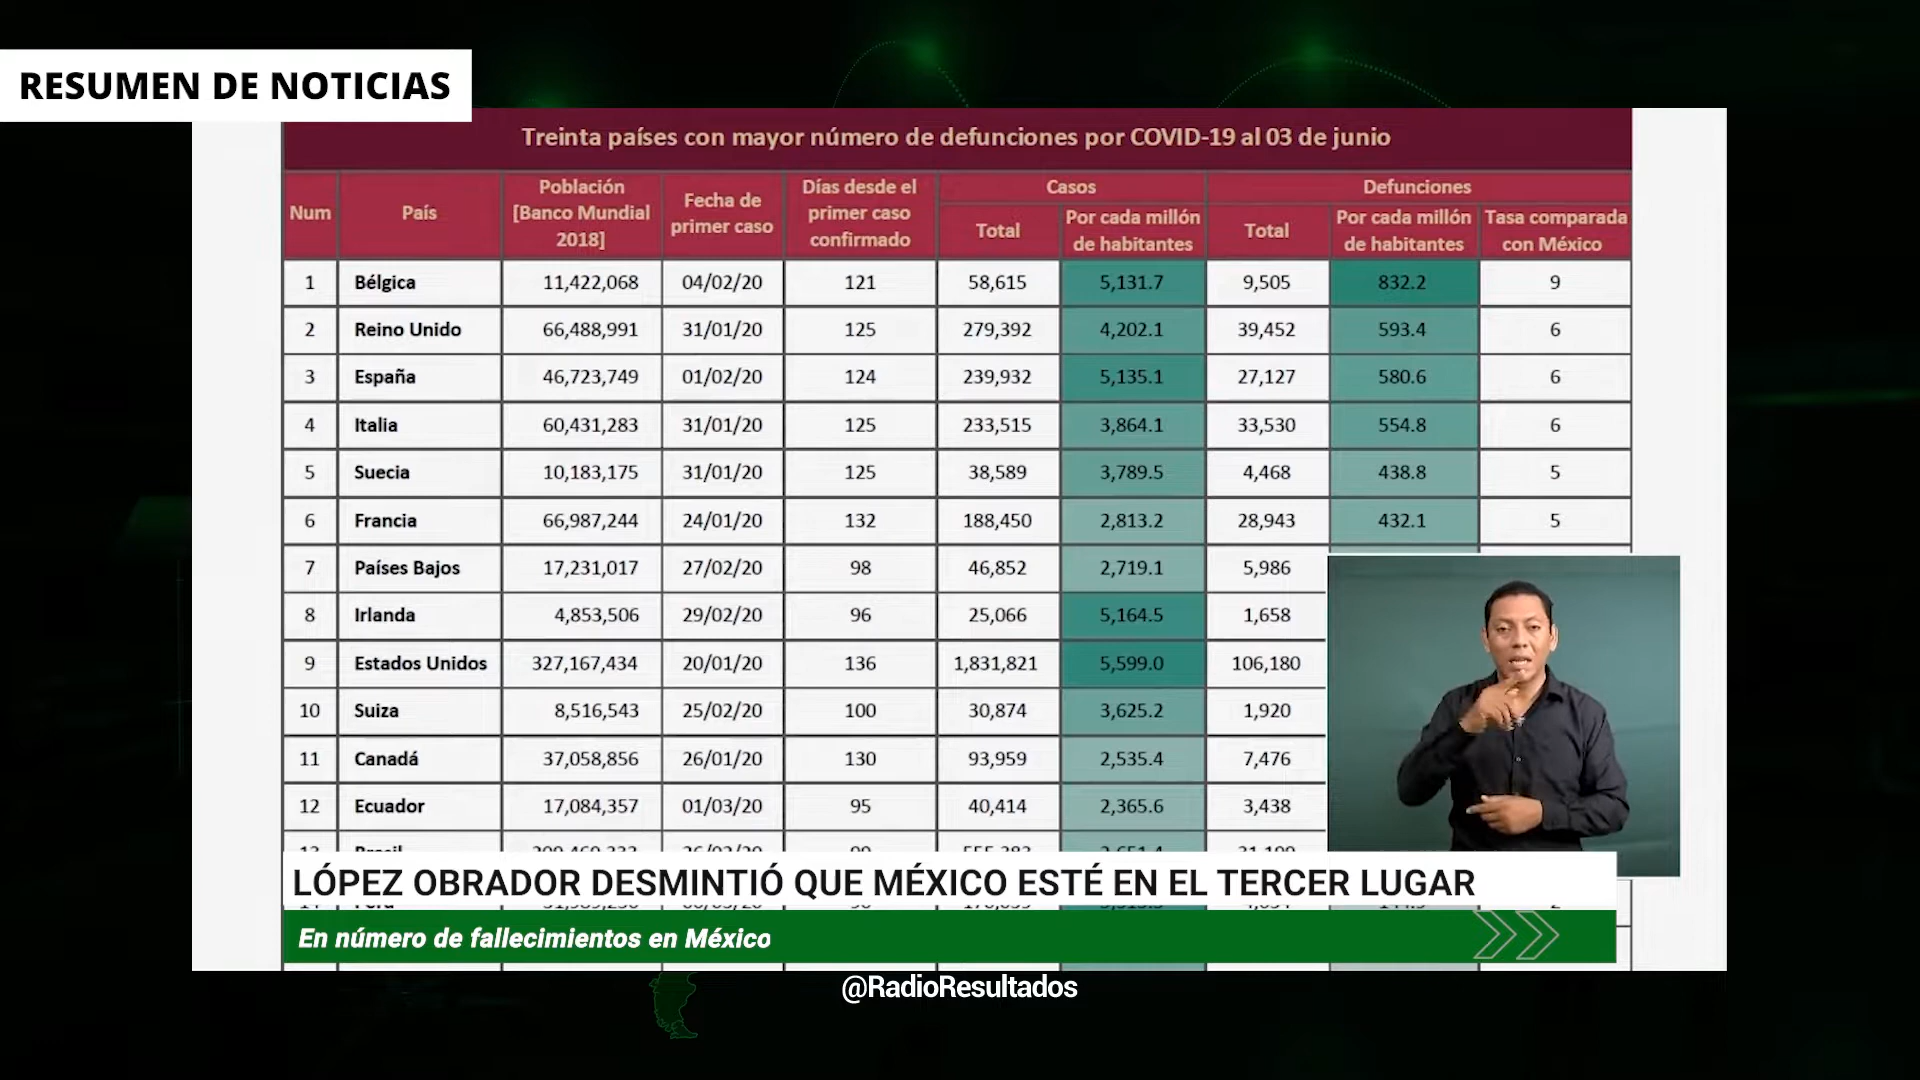 RESUMEN DE NOTICIAS
Treinta países con mayor número de defunciones por COVID-19 al 03 de junio
Num País Población [Banco Mundial 2018] Fecha de primer caso Días desde el primer caso confirmado Casos Defunciones
Total Por cada millón de habitantes Total Por cada millón de habitantes Tasa comparada con México
1 Bélgica 11,422,068 04/02/20 121 58,615 5,131.7 9,505 832.2 9
2 Reino Unido 66,488,991 31/01/20 125 279,392 4,202.1 39,452 593.4 6
3 España 46,723,749 01/02/20 124 239,932 5,135.1 27,127 580.6 6
4 Italia 60,431,283 31/01/20 125 233,515 3,864.1 33,530 554.8 6
5 Suecia 10,183,175 31/01/20 125 38,589 3,789.5 4,468 438.8 5
6 Francia 66,987,244 24/01/20 132 188,450 2,813.2 28,943 432.1 5
7 Países Bajos 17,231,017 27/02/20 98 46,852 2,719.1 5,986
8 Irlanda 4,853,506 29/02/20 96 25,066 5,164.5 1,658
9 Estados Unidos 327,167,434 20/01/20 136 1,831,821 5,599.0 106,180
10 Suiza 8,516,543 25/02/20 100 30,874 3,625.2 1,920
11 Canadá 37,058,856 26/01/20 130 93,959 2,535.4 7,476
12 Ecuador 17,084,357 01/03/20 95 40,414 2,365.6 3,438
LÓPEZ OBRADOR DESMINTIÓ QUE MÉXICO ESTÉ EN EL TERCER LUGAR
En número de fallecimientos en México
@RadioResultados